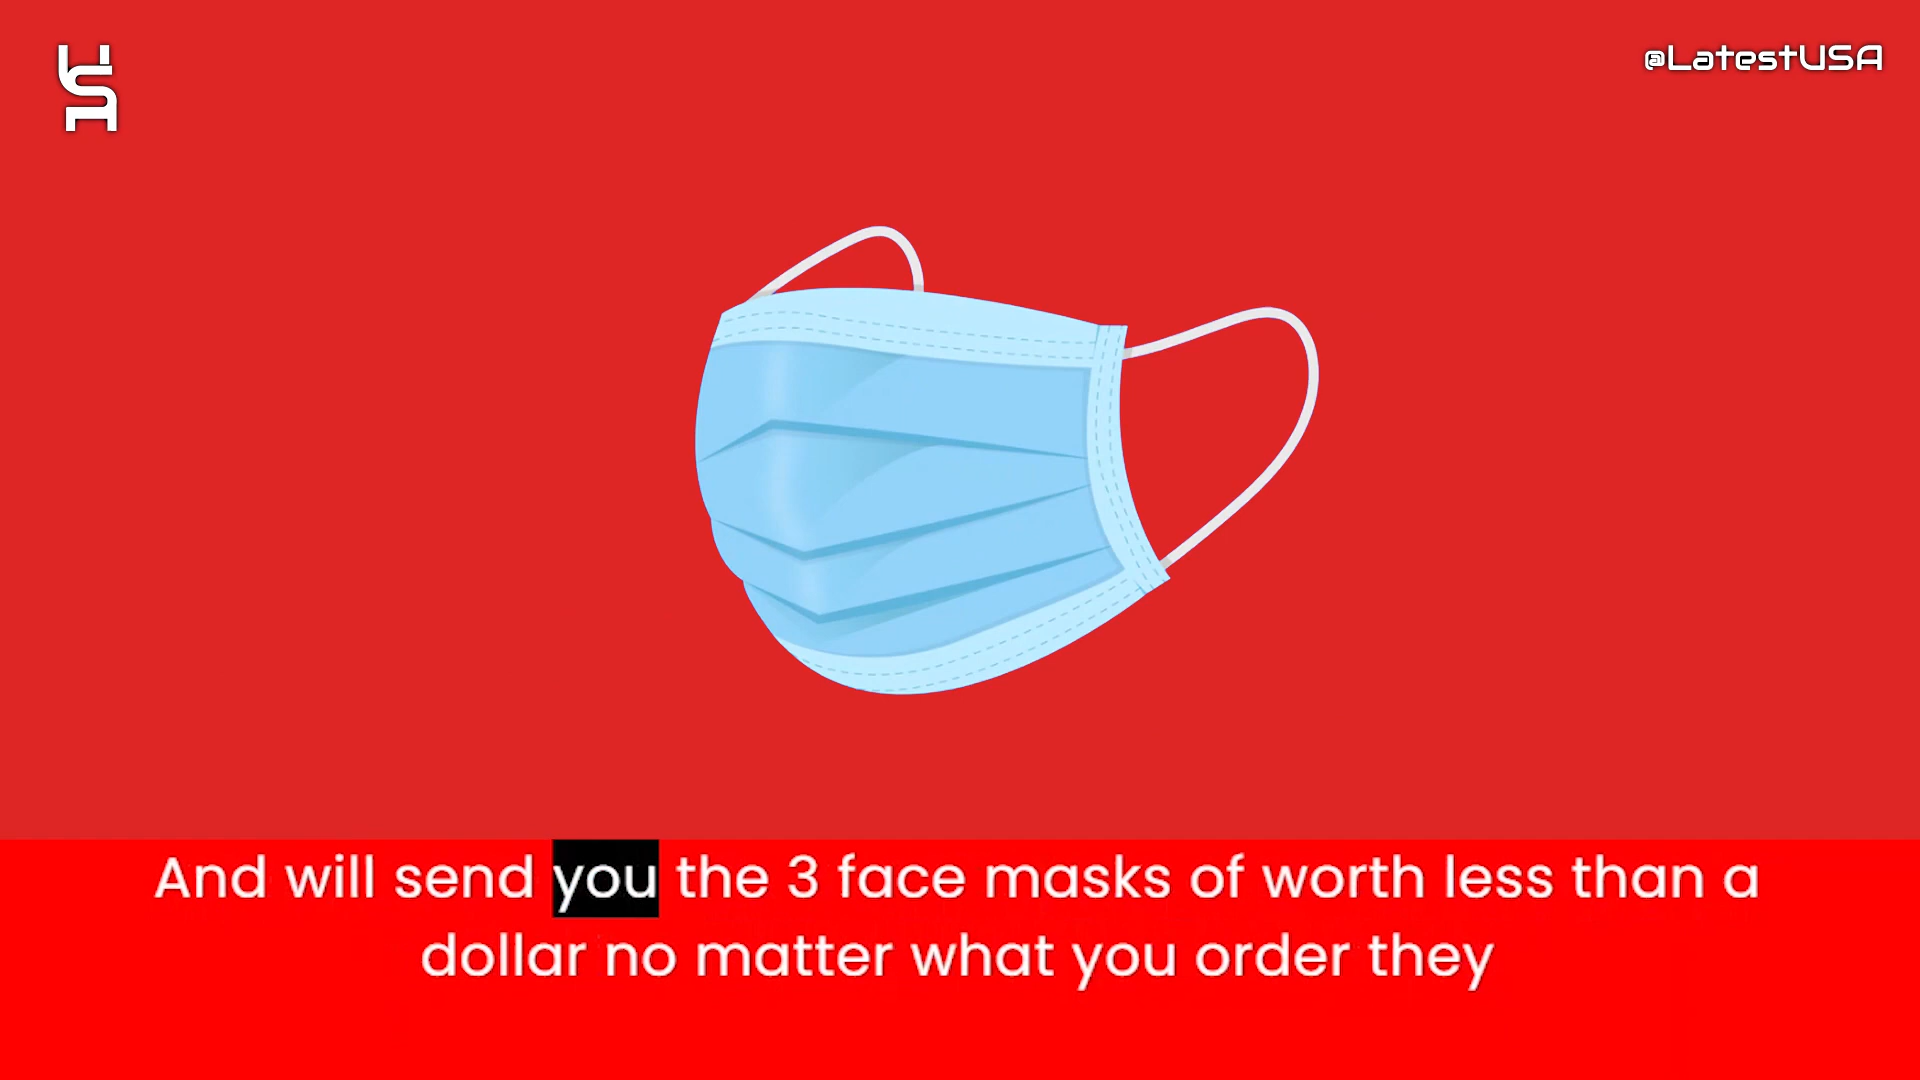 USA
@LatestUSA
And will send you the 3 face masks of worth less than a
dollar no matter what you order they